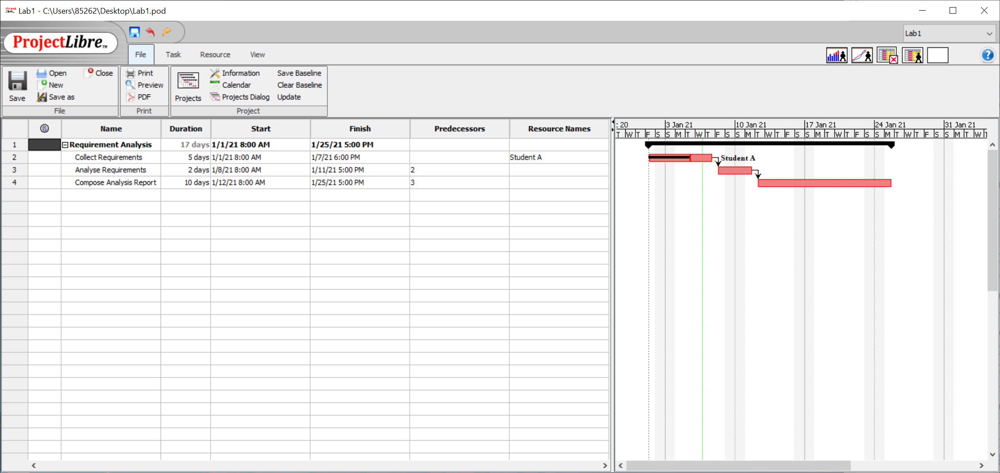 Lab1 - C:\Users\85262\Desktop\Lab1.pod
ProjectLibre™
Lab1
File Task Resource View
Save
Open
New
Save as
Close
File
Print
Preview
PDF
Print
Projects
Information
Calendar
Projects Dialog
Save Baseline
Clear Baseline
Update
Project
Name Duration Start Finish Predecessors Resource Names
1 Requirement Analysis 17 days 1/1/21 8:00 AM 1/25/21 5:00 PM
2 Collect Requirements 5 days 1/1/21 8:00 AM 1/7/21 6:00 PM Student A
3 Analyse Requirements 2 days 1/8/21 8:00 AM 1/11/21 5:00 PM 2
4 Compose Analysis Report 10 days 1/12/21 8:00 AM 1/25/21 5:00 PM 3
: 20 3 Jan 21 10 Jan 21 17 Jan 21 24 Jan 21 31 Jan 21
T W T F S S M T W T F S S M T W T F S S M T W T F S S M T W T F S S M T W T
Student A